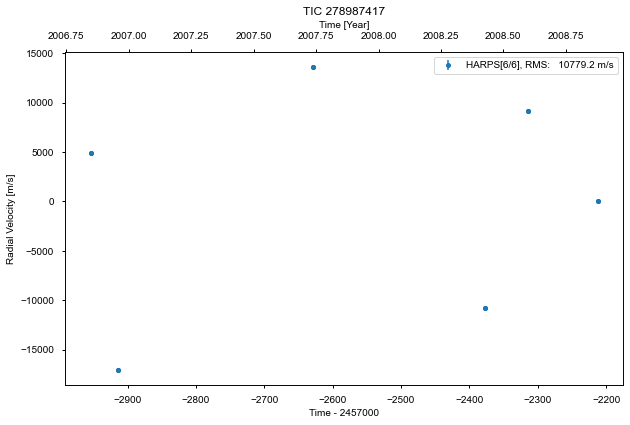 TIC 278987417
Time [Year]
2006.75 2007.00 2007.25 2007.50 2007.75 2008.00 2008.25 2008.50 2008.75
HARPS[6/6], RMS: 10779.2 m/s
15000
10000
5000
0
−5000
−10000
−15000
Radial Velocity [m/s]
−2900 −2800 −2700 −2600 −2500 −2400 −2300 −2200
Time - 2457000